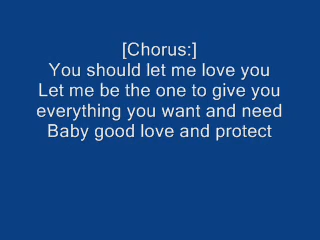 [Chorus:]
You should let me love you
Let me be the one to give you
everything you want and need
Baby good love and protect